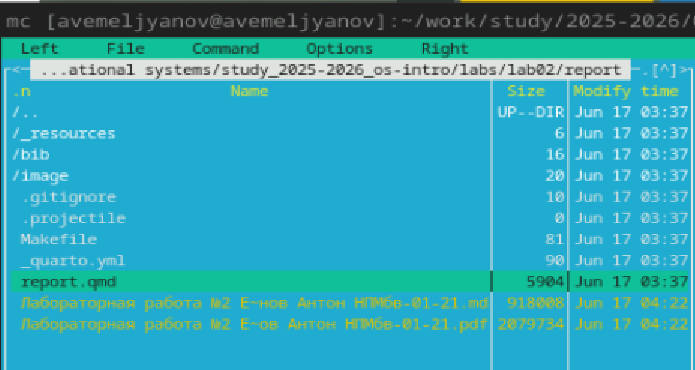 mc [avemeljyanov@avemeljyanov]:~/work/study/2025-2026/
Left File Command Options Right
<─ ...ational systems/study_2025-2026_os-intro/labs/lab02/report ─.[^]>
.n Name Size Modify time
/.. UP--DIR Jun 17 03:37
/_resources 6 Jun 17 03:37
/bib 16 Jun 17 03:37
/image 20 Jun 17 03:37
.gitignore 10 Jun 17 03:37
.projectile 0 Jun 17 03:37
Makefile 81 Jun 17 03:37
_quarto.yml 90 Jun 17 03:37
report.qmd 5904 Jun 17 03:37
Лабораторная работа №2 Е~нов Антон НПМбв-01-21.md 918008 Jun 17 04:22
Лабораторная работа №2 Е~ов Антон НПМбв-01-21.pdf 2079734 Jun 17 04:22